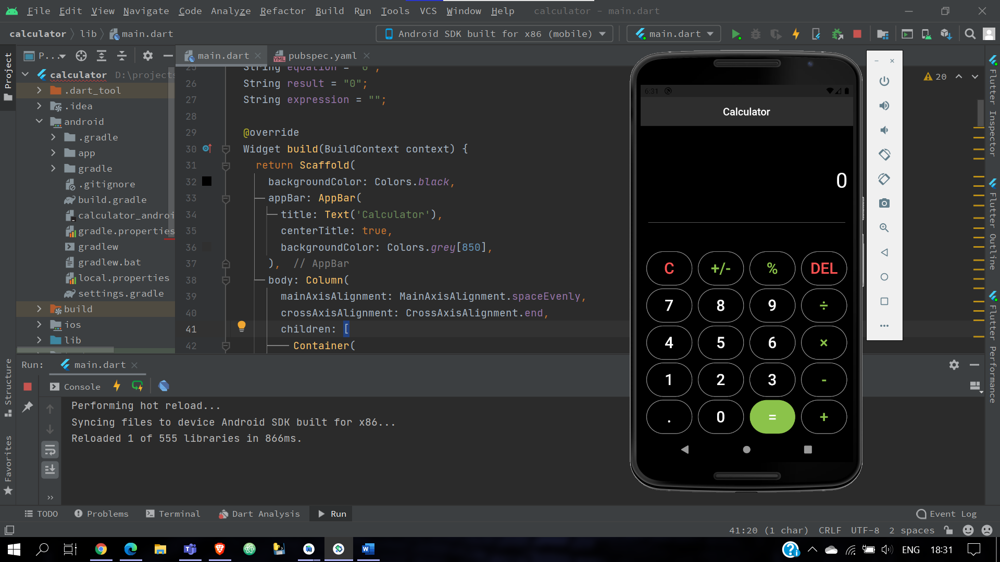 File Edit View Navigate Code Analyze Refactor Build Run Tools VCS Window Help calculator - main.dart
calculator lib main.dart Android SDK built for x86 (mobile) main.dart
P... main.dart pubspec.yaml
Project
calculator D:\projects
.dart_tool
.idea
android
.gradle
app
gradle
.gitignore
build.gradle
calculator_androi
gradle.properties
gradlew
gradlew.bat
local.properties
settings.gradle
build
ios
lib
25 String equation = "0";
26 String result = "0";
27 String expression = "";
28
29 @override
30 Widget build(BuildContext context) {
31 return Scaffold(
32 backgroundColor: Colors.black,
33 appBar: AppBar(
34 title: Text('Calculator'),
35 centerTitle: true,
36 backgroundColor: Colors.grey[850],
37 ), // AppBar
38 body: Column(
39 mainAxisAlignment: MainAxisAlignment.spaceEvenly,
40 crossAxisAlignment: CrossAxisAlignment.end,
41 children: [
42 Container(
20
6:31
Calculator
0
C +/- % DEL
7 8 9 ÷
4 5 6 ×
1 2 3 -
. 0 = +
Flutter Inspector
Flutter Outline
Flutter Performance
Structure
Favorites
Run: main.dart
Console
Performing hot reload...
Syncing files to device Android SDK built for x86...
Reloaded 1 of 555 libraries in 866ms.
TODO Problems Terminal Dart Analysis Run Event Log
41:20 (1 char) CRLF UTF-8 2 spaces
ENG 18:31